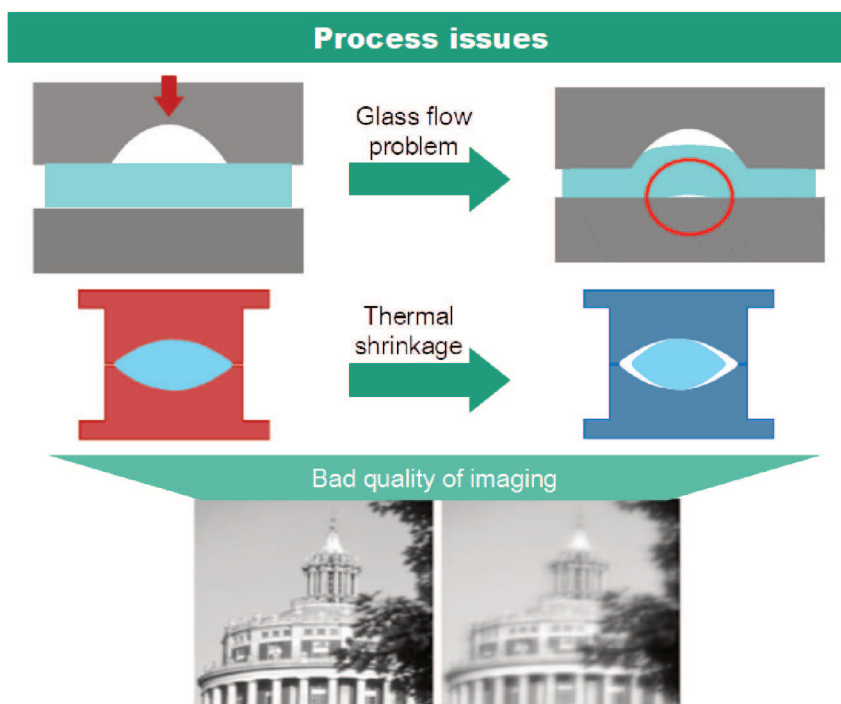 Process issues
Glass flow
problem
Thermal
shrinkage
Bad quality of imaging